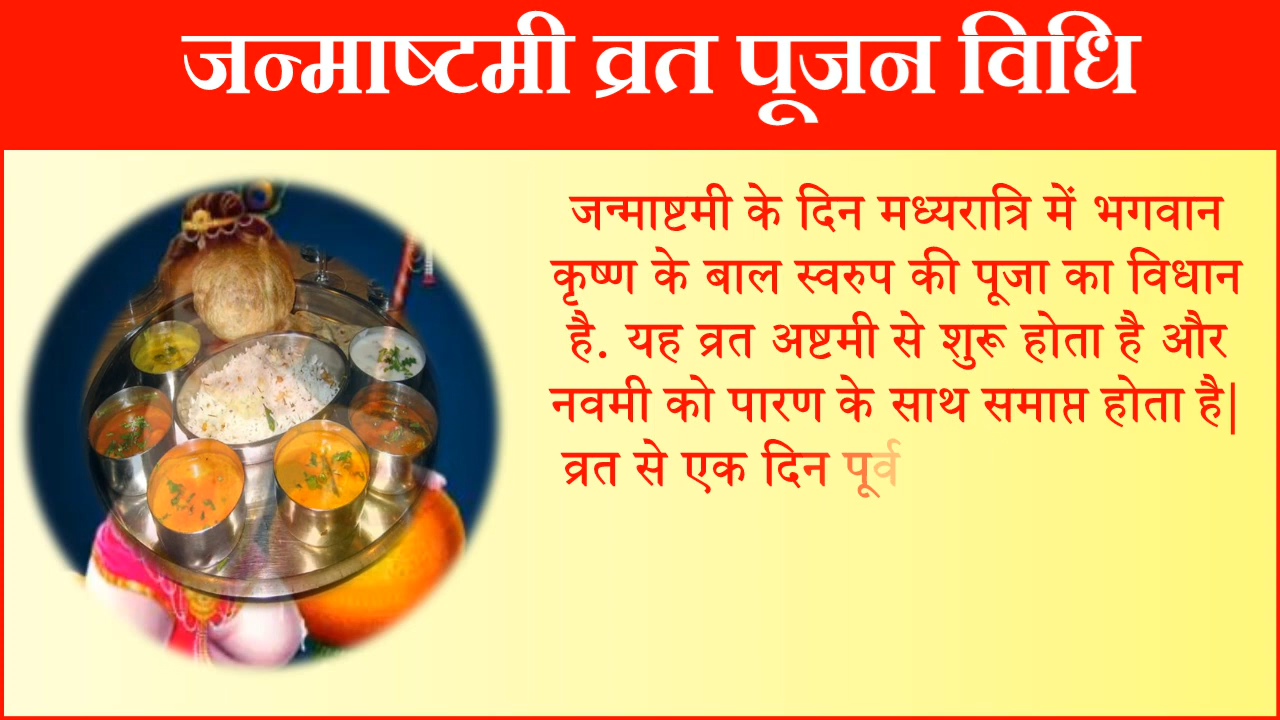 जन्माष्टमी व्रत पूजन विधि
जन्माष्टमी के दिन मध्यरात्रि में भगवान
कृष्ण के बाल स्वरुप की पूजा का विधान
है. यह व्रत अष्टमी से शुरू होता है और
नवमी को पारण के साथ समाप्त होता है|
व्रत से एक दिन पूर्व